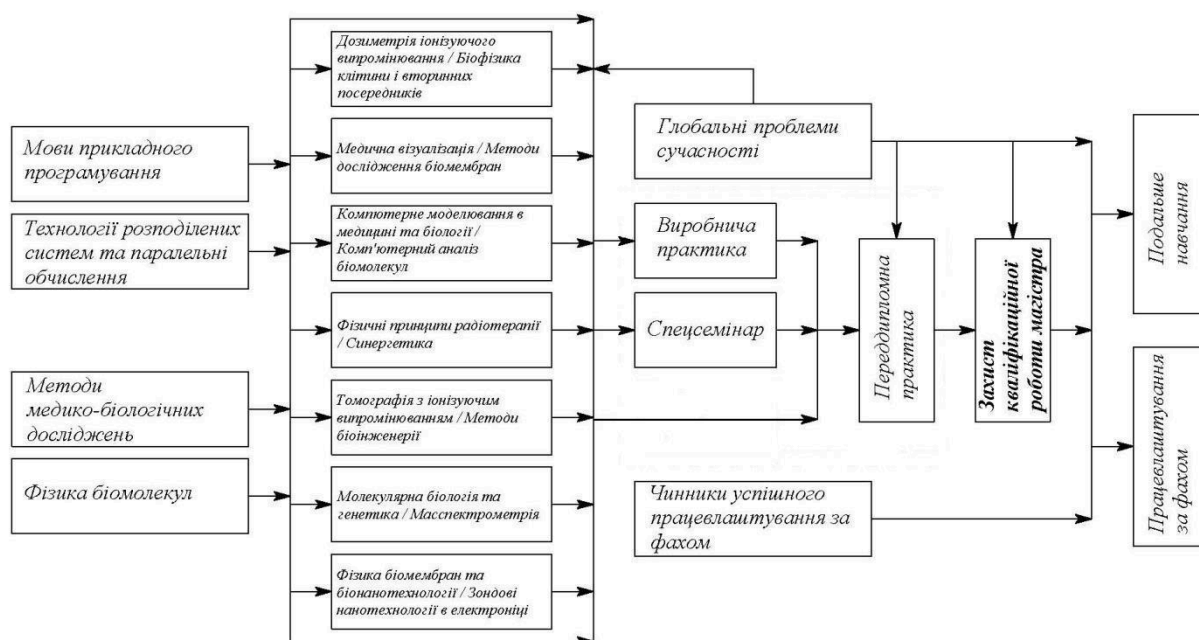 Мови прикладного
програмування
Технології розподілених
систем та паралельні
обчислення
Методи
медико-біологічних
досліджень
Фізика біомолекул
Дозиметрія іонізуючого
випромінювання / Біофізика
клітини і вторинних
посередників
Медична візуалізація / Методи
дослідження біомембран
Компютерне моделювання в
медицині та біології /
Комп'ютерний аналіз
біомолекул
Фізичні принципи радіотерапії
/ Синергетика
Томографія з іонізуючим
випромінюванням / Методи
біоінженерії
Молекулярна біологія та
генетика / Масспектрометрія
Фізика біомембран та
біонанотехнології / Зондові
нанотехнології в електроніці
Глобальні проблеми
сучасності
Виробнича
практика
Спецсемінар
Чинники успішного
працевлаштування за
фахом
Переддипломна
практика
Захист
кваліфікаційної
роботи магістра
Подальше
навчання
Працевлаштування
за фахом